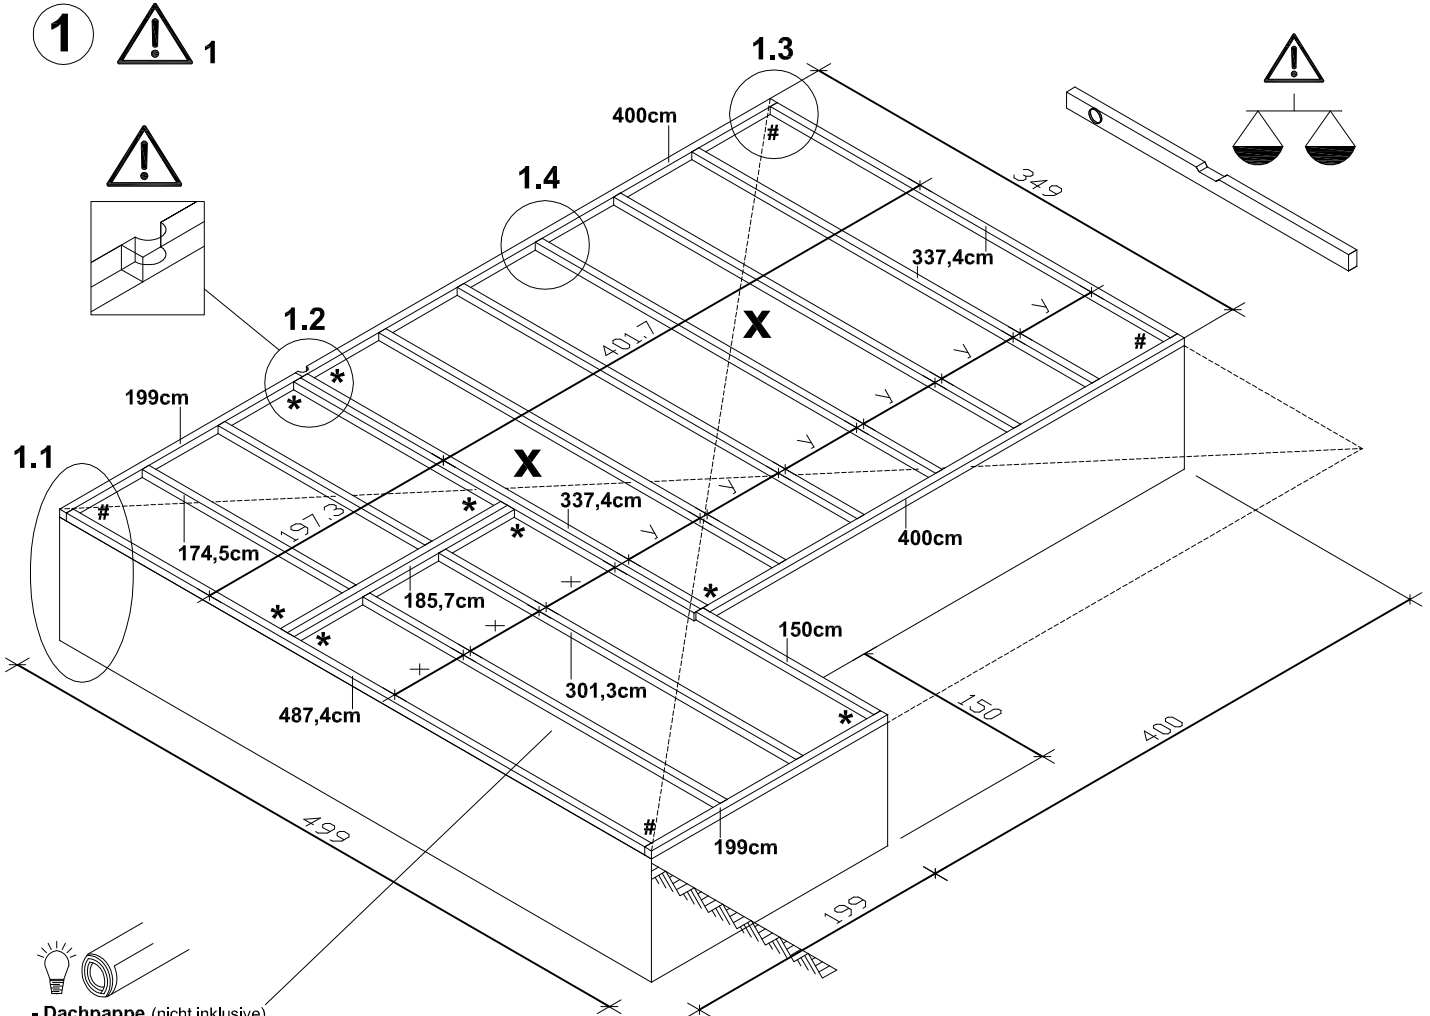 1
1
1.3
400cm
1.4
349
337,4cm
#
y
401.7
X
#
y
1.2
y
*
*
199cm
y
1.1
X
y
*
337,4cm
#
197.3
*
y
400cm
174,5cm
+
*
185,7cm
*
+
150cm
*
+
301,3cm
487,4cm
*
150
400
#
499
199cm
199
- Dachpappe (nicht inklusive)